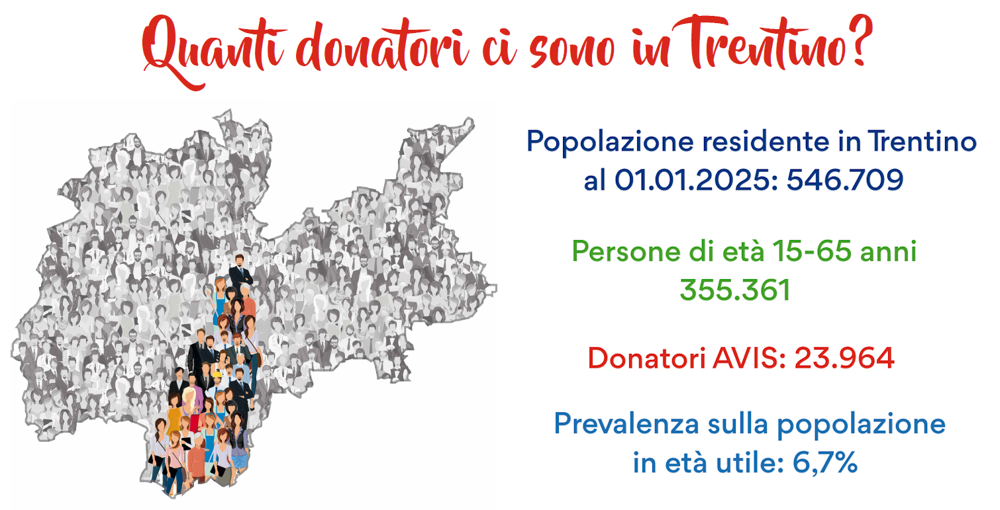 Quanti donatori ci sono in Trentino?
Popolazione residente in Trentino
al 01.01.2025: 546.709
Persone di età 15-65 anni
355.361
Donatori AVIS: 23.964
Prevalenza sulla popolazione
in età utile: 6,7%